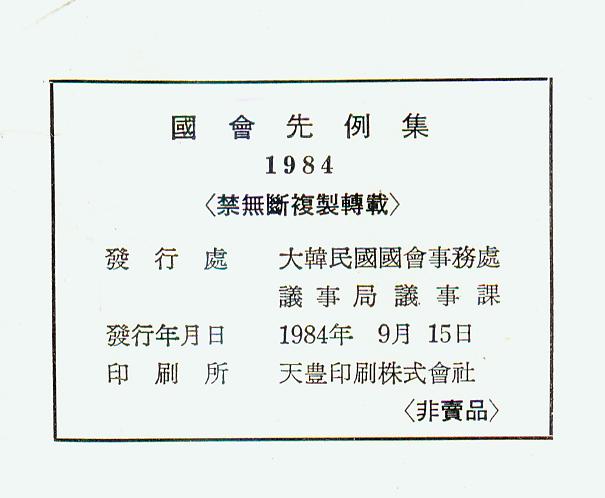 國會先例集
1984
〈禁無斷複製轉載〉
發行處 大韓民國國會事務處
議事局議事課
發行年月日 1984年 9月 15日
印刷所 天豊印刷株式會社
〈非賣品〉